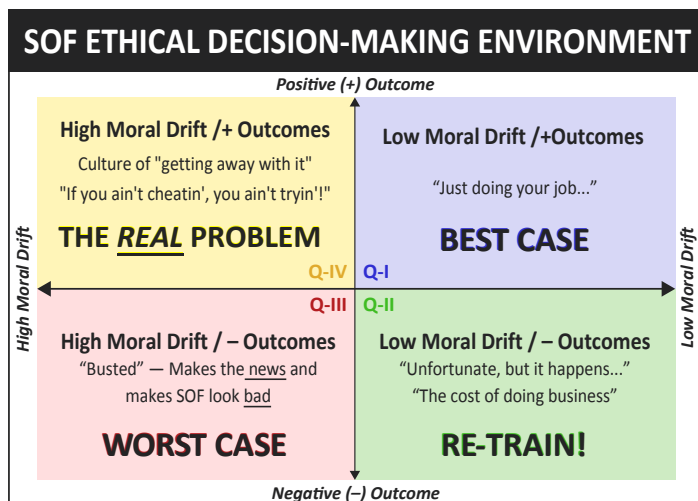 SOF ETHICAL DECISION-MAKING ENVIRONMENT
Positive (+) Outcome
High Moral Drift /+ Outcomes
Culture of "getting away with it"
"If you ain't cheatin', you ain't tryin'!"
THE REAL PROBLEM
Q-IV
Low Moral Drift /+Outcomes
“Just doing your job...”
BEST CASE
Q-I
High Moral Drift
Low Moral Drift
Q-III
High Moral Drift / – Outcomes
“Busted” — Makes the news and
makes SOF look bad
WORST CASE
Q-II
Low Moral Drift / – Outcomes
“Unfortunate, but it happens...”
“The cost of doing business”
RE-TRAIN!
Negative (–) Outcome